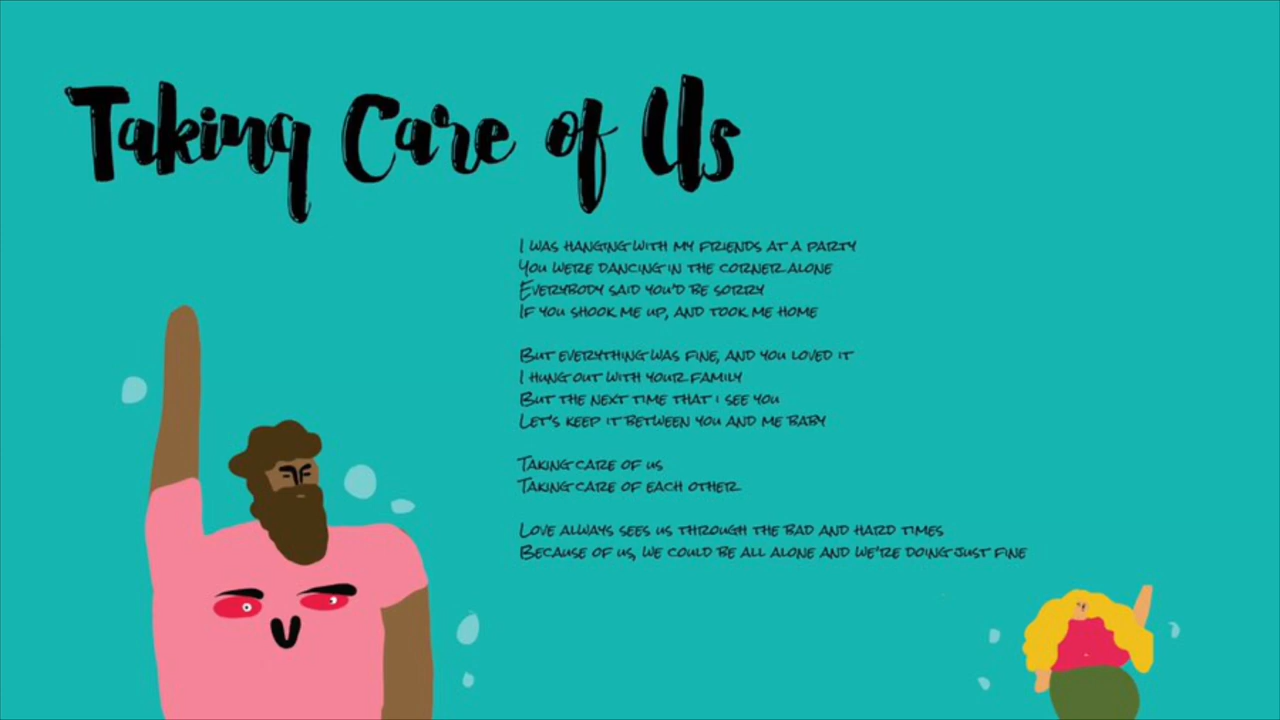 Taking Care of Us
I was hanging with my friends at a party
You were dancing in the corner alone
Everybody said you'd be sorry
If you shook me up, and took me home
But everything was fine, and you loved it
I hung out with your family
But the next time that I see you
Let's keep it between you and me baby
Taking care of us
Taking care of each other
Love always sees us through the bad and hard times
Because of us, we could be all alone and we're doing just fine